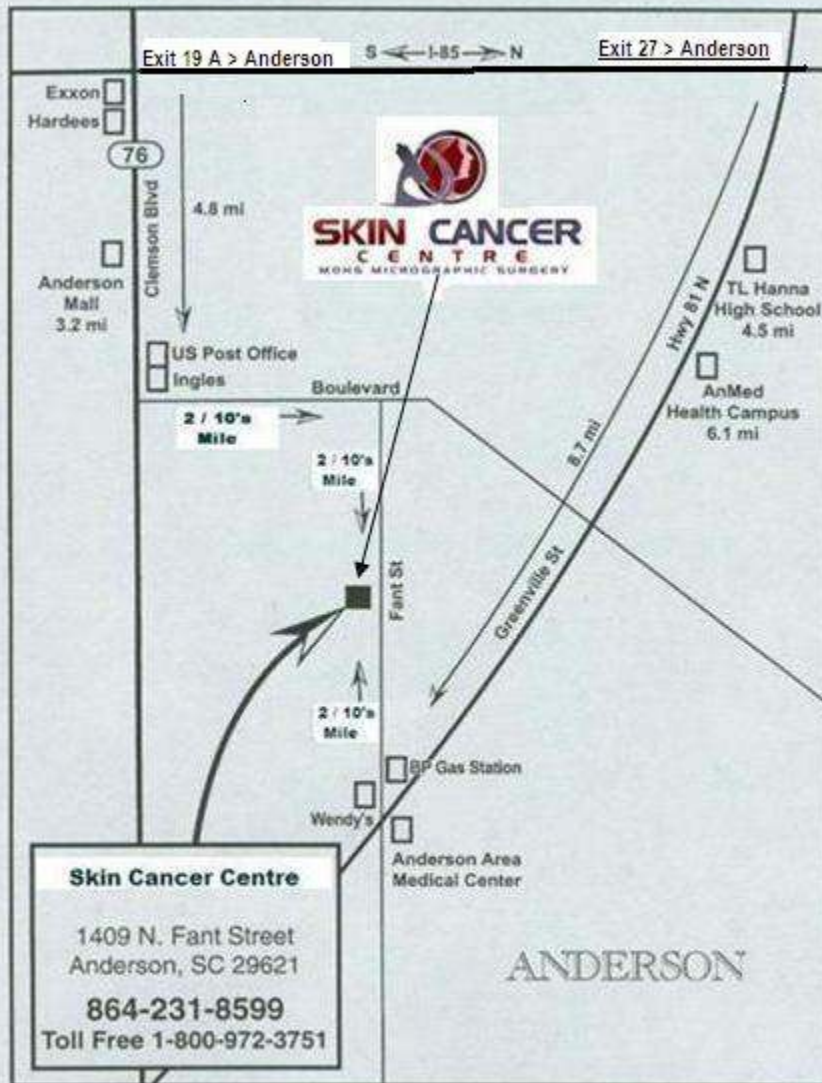 Exit 19 A > Anderson
S I-85 N
Exit 27 > Anderson
Exxon
Hardees
76
Clemson Blvd
4.8 mi
SKIN CANCER
CENTRE
MOHS MICROGRAPHIC SURGERY
Anderson
Mall
3.2 mi
Hwy 81 N
TL Hanna
High School
4.5 mi
US Post Office
Ingles
Boulevard
AnMed
Health Campus
6.1 mi
2 / 10's
Mile
2 / 10's
Mile
8.7 mi
Fant St
Greenville St
2 / 10's
Mile
BP Gas Station
Wendy's
Anderson Area
Medical Center
Skin Cancer Centre
1409 N. Fant Street
Anderson, SC 29621
864-231-8599
Toll Free 1-800-972-3751
ANDERSON